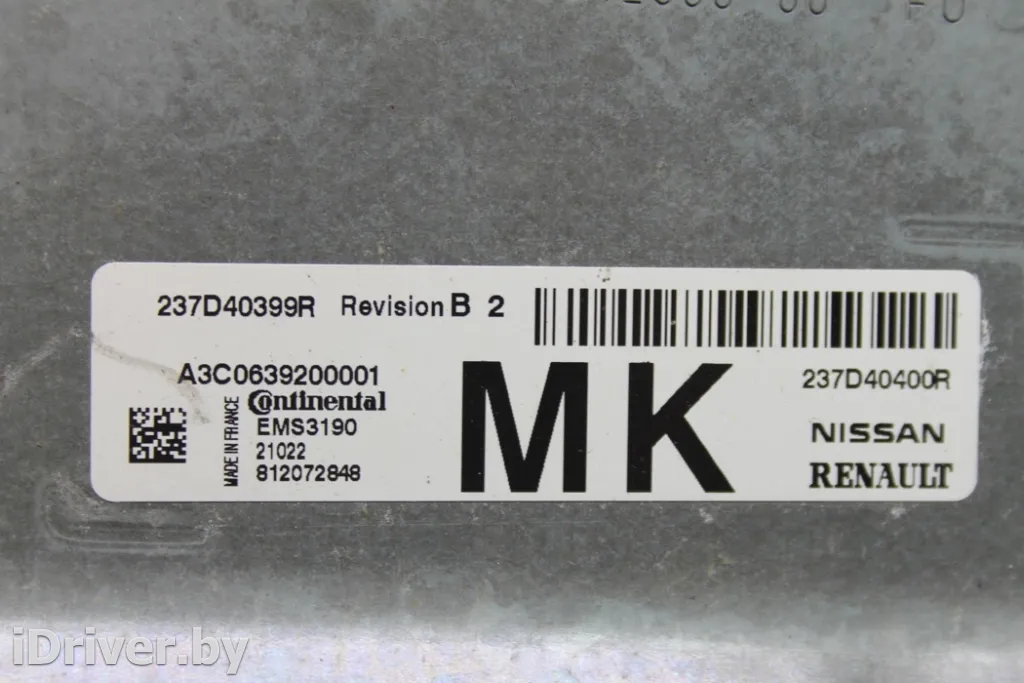 237D40399R Revision B 2
A3C0639200001
Continental
MADE IN FRANCE
EMS3190
21022
812072848
MK
237D40400R
NISSAN
RENAULT
iDriver.by